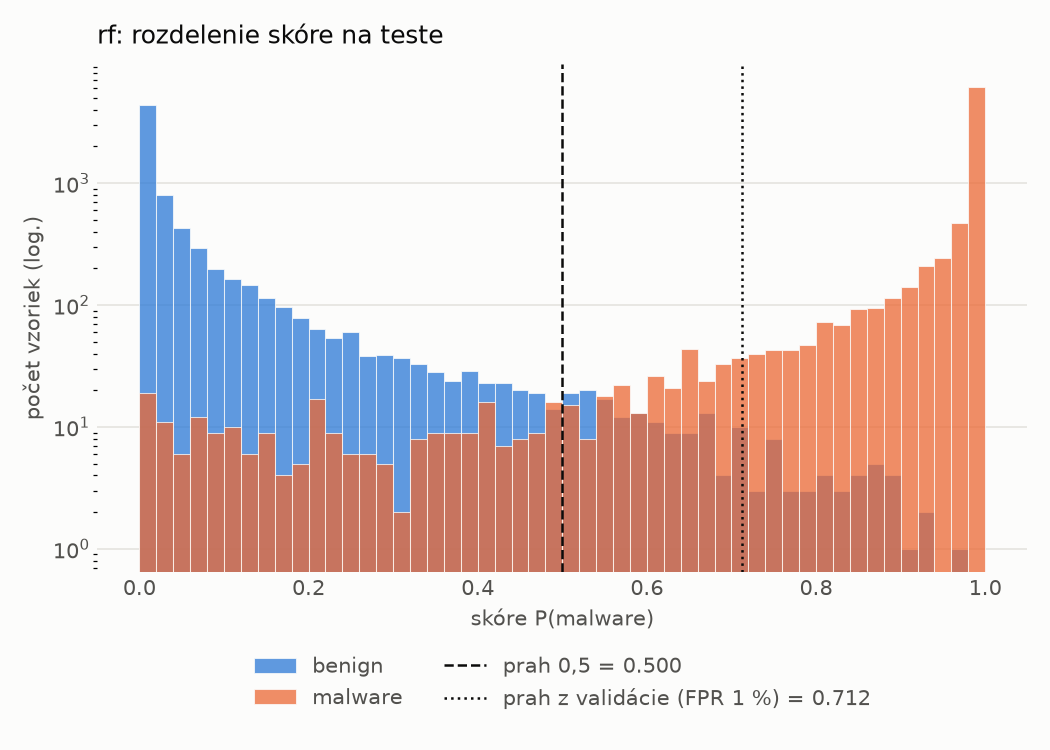 rf: rozdelenie skóre na teste
počet vzoriek (log.)
10³
10²
10¹
10⁰
0.0 0.2 0.4 0.6 0.8 1.0
skóre P(malware)
benign
malware
prah 0,5 = 0.500
prah z validácie (FPR 1 %) = 0.712